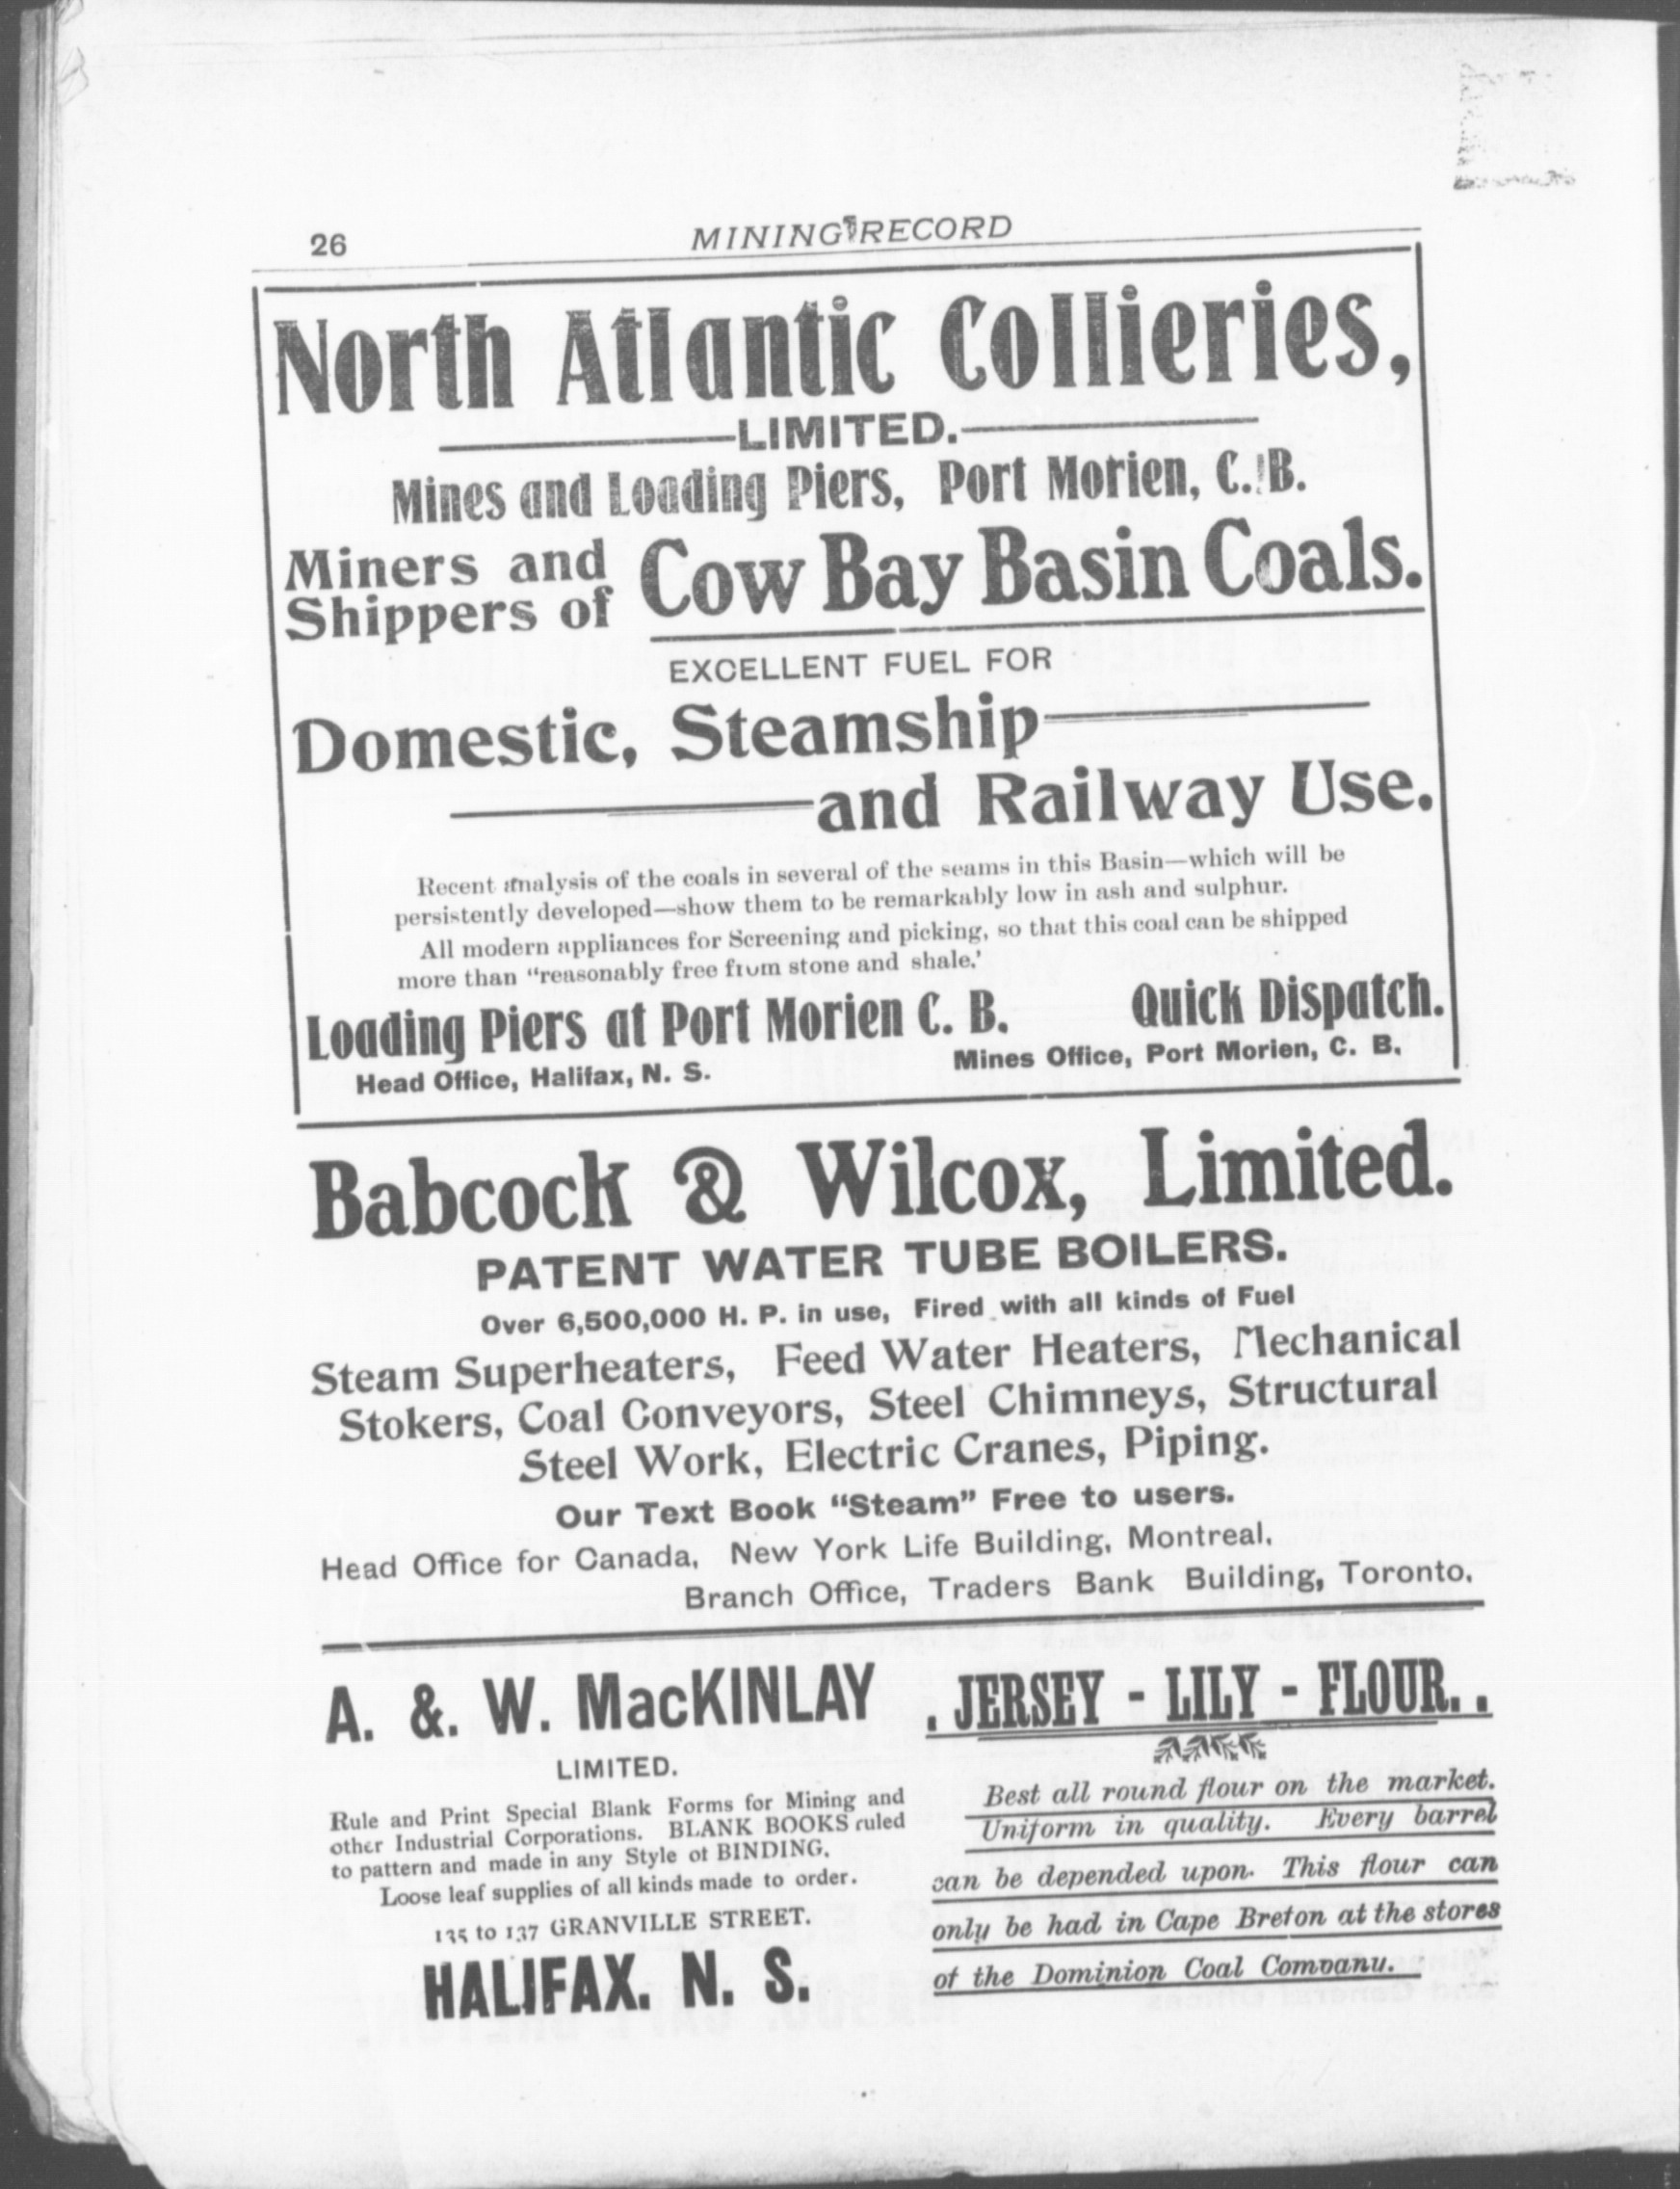 26
MINING RECORD
North Atlantic Collieries,
LIMITED.
Mines and Loading Piers, Port Morien, C. B.
Miners and
Shippers of
Cow Bay Basin Coals.
EXCELLENT FUEL FOR
Domestic, Steamship
and Railway Use.
Recent analysis of the coals in several of the seams in this Basin—which will be
persistently developed—show them to be remarkably low in ash and sulphur.
All modern appliances for Screening and picking, so that this coal can be shipped
more than "reasonably free from stone and shale.'
Loading Piers at Port Morien C. B. Quick Dispatch.
Head Office, Halifax, N. S. Mines Office, Port Morien, C. B.
Babcock & Wilcox, Limited.
PATENT WATER TUBE BOILERS.
Over 6,500,000 H. P. in use, Fired with all kinds of Fuel
Steam Superheaters, Feed Water Heaters, Mechanical
Stokers, Coal Conveyors, Steel Chimneys, Structural
Steel Work, Electric Cranes, Piping.
Our Text Book "Steam" Free to users.
Head Office for Canada, New York Life Building, Montreal.
Branch Office, Traders Bank Building, Toronto.
A. &. W. MacKINLAY
LIMITED.
Rule and Print Special Blank Forms for Mining and
other Industrial Corporations. BLANK BOOKS ruled
to pattern and made in any Style of BINDING.
Loose leaf supplies of all kinds made to order.
135 to 137 GRANVILLE STREET.
HALIFAX. N. S.
. JERSEY - LILY - FLOUR. .
Best all round flour on the market.
Uniform in quality. Every barrel
can be depended upon. This flour can
only be had in Cape Breton at the stores
of the Dominion Coal Company.